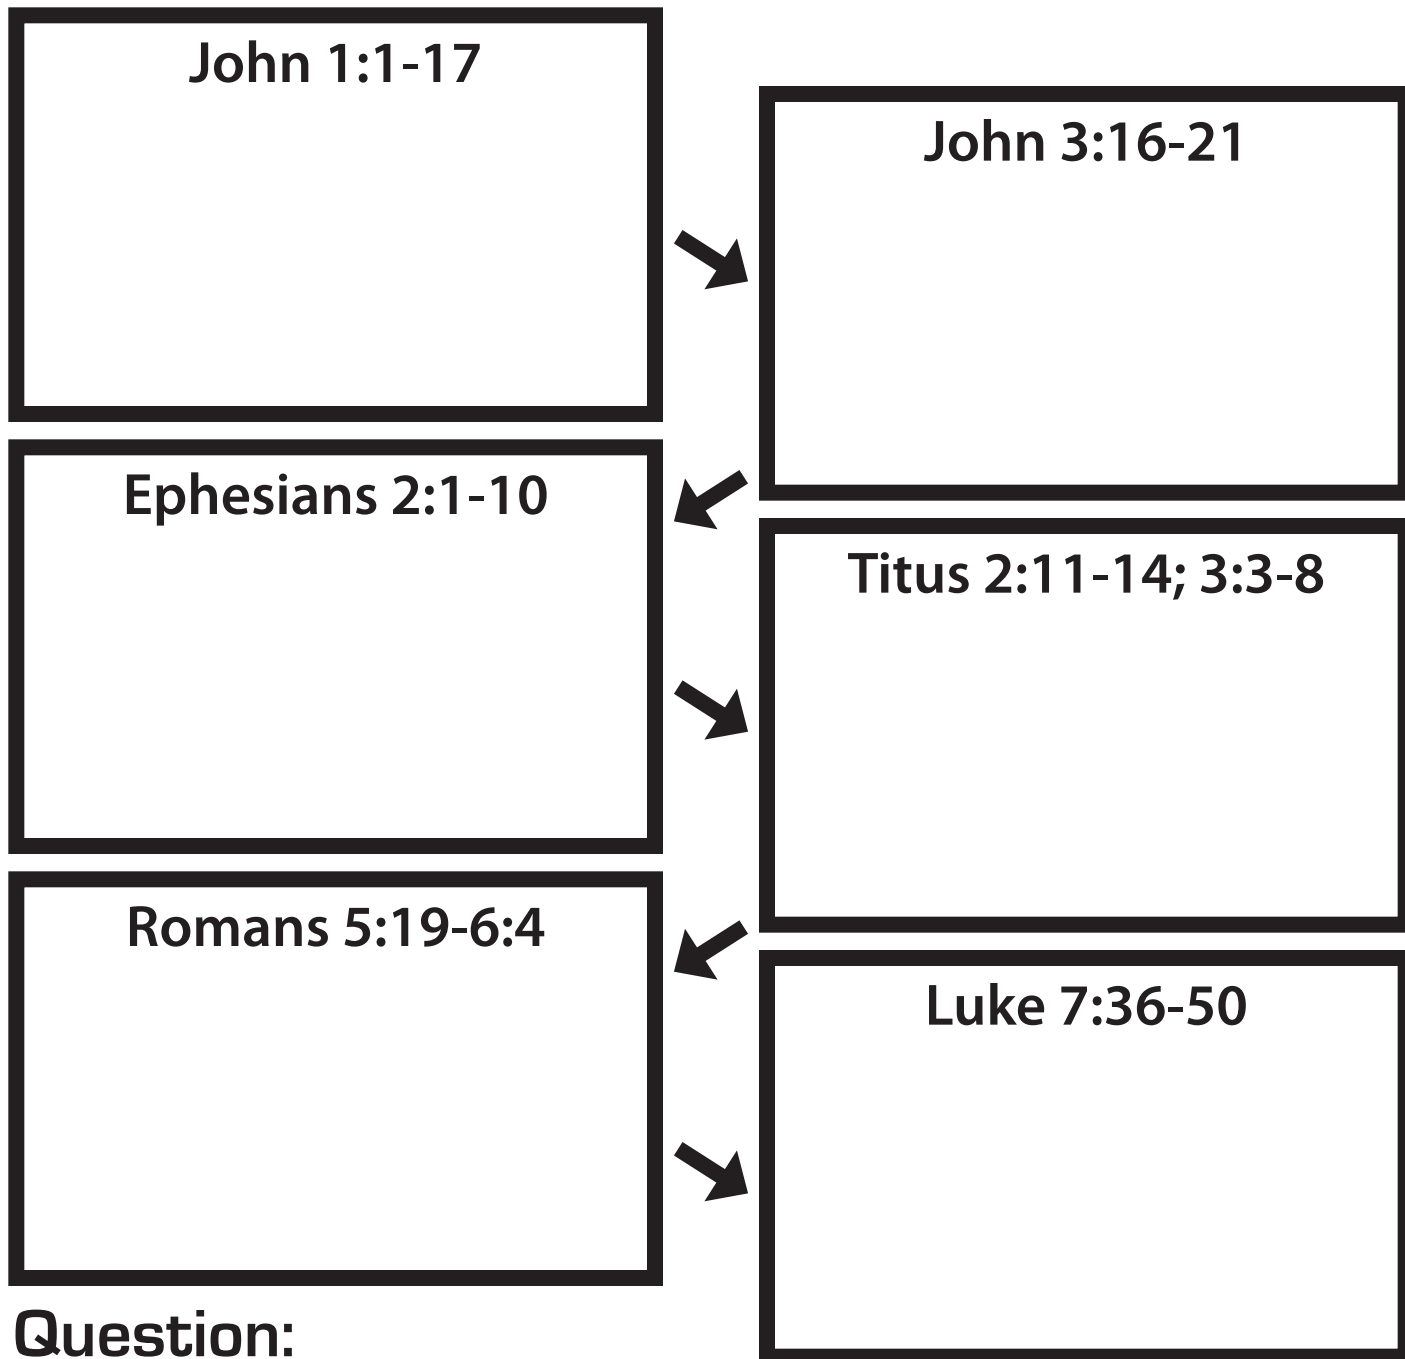 John 1:1-17
John 3:16-21
Ephesians 2:1-10
Titus 2:11-14; 3:3-8
Romans 5:19-6:4
Luke 7:36-50
Question: